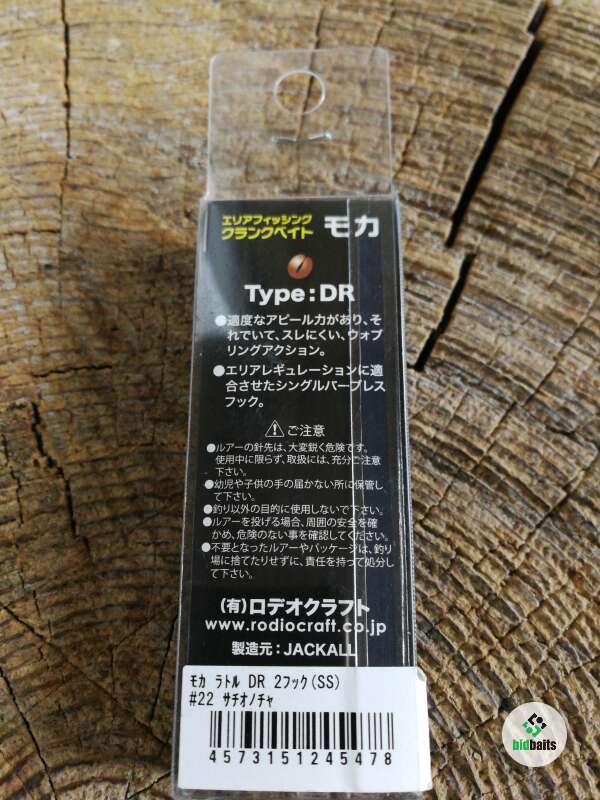 エリアフィッシング
クランクベイト モカ
Type:DR
●適度なアピール力があり、そ
れでいて、スレにくい、ウォブ
リングアクション。
●エリアレギュレーションに適
合させたシングルバーブレス
フック。
ご注意
●ルアーの針先は、大変鋭く危険です。
使用中に限らず、取扱には、充分ご注意
下さい。
●幼児や子供の手の届かない所に保管し
て下さい。
●釣り以外の目的に使用しないで下さい。
●ルアーを投げる場合、周囲の安全を確
かめ、危険のない事を確認してください。
●不要となったルアーやパッケージは、釣り
場に捨てたりせずに、責任を持って処分し
て下さい。
(有)ロデオクラフト
www.rodiocraft.co.jp
製造元:JACKALL
モカ ラトル DR 2フック(SS)
#22 サチオノチャ
4573151245478
bidbaits